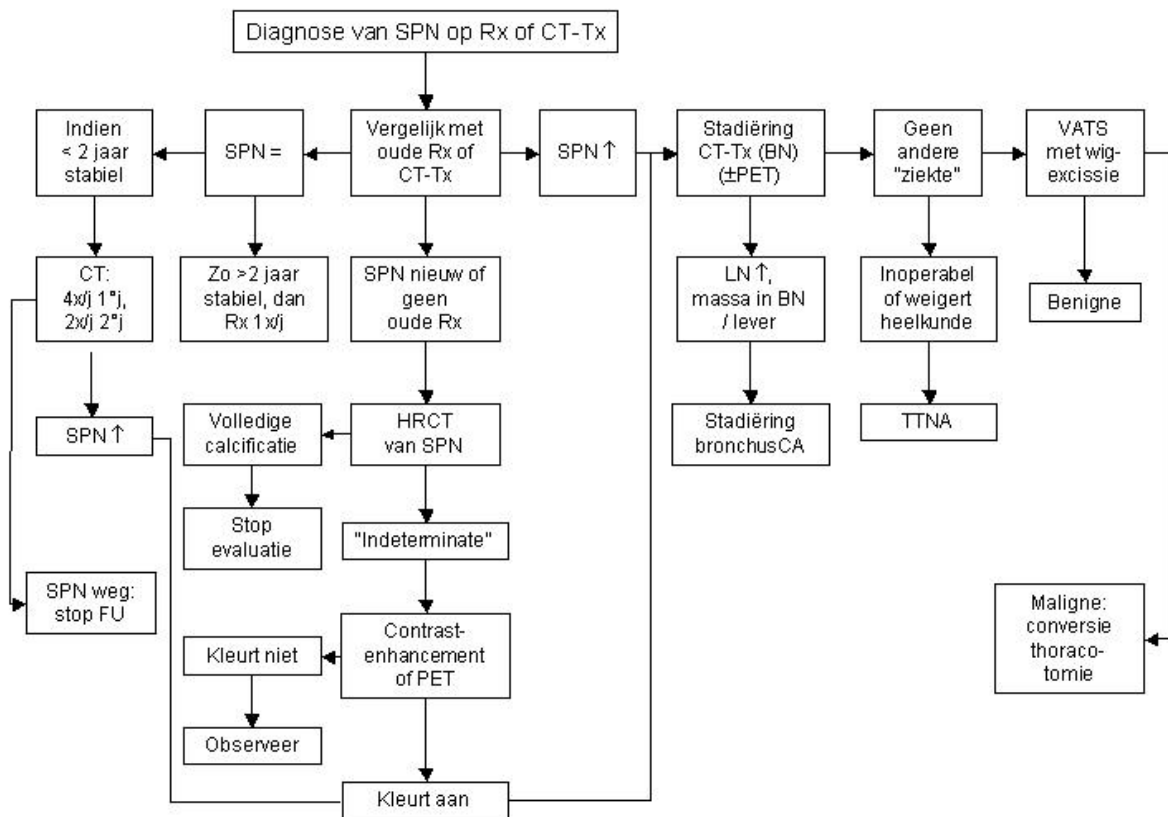 Diagnose van SPN op Rx of CT-Tx
Indien
< 2 jaar
stabiel
SPN =
Vergelijk met
oude Rx of
CT-Tx
SPN ↑
Stadiëring
CT-Tx (BN)
(±PET)
Geen
andere
"ziekte"
VATS
met wig-
excissie
CT:
4x/j 1°j,
2x/j 2°j
Zo >2 jaar
stabiel, dan
Rx 1x/j
SPN nieuw of
geen
oude Rx
LN ↑,
massa in BN
/ lever
Inoperabel
of weigert
heelkunde
Benigne
SPN ↑
Volledige
calcificatie
HRCT
van SPN
Stadiëring
bronchusCA
TTNA
Stop
evaluatie
"Indeterminate"
SPN weg:
stop FU
Kleurt niet
Contrast-
enhancement
of PET
Maligne:
conversie
thoraco-
tomie
Observeer
Kleurt aan